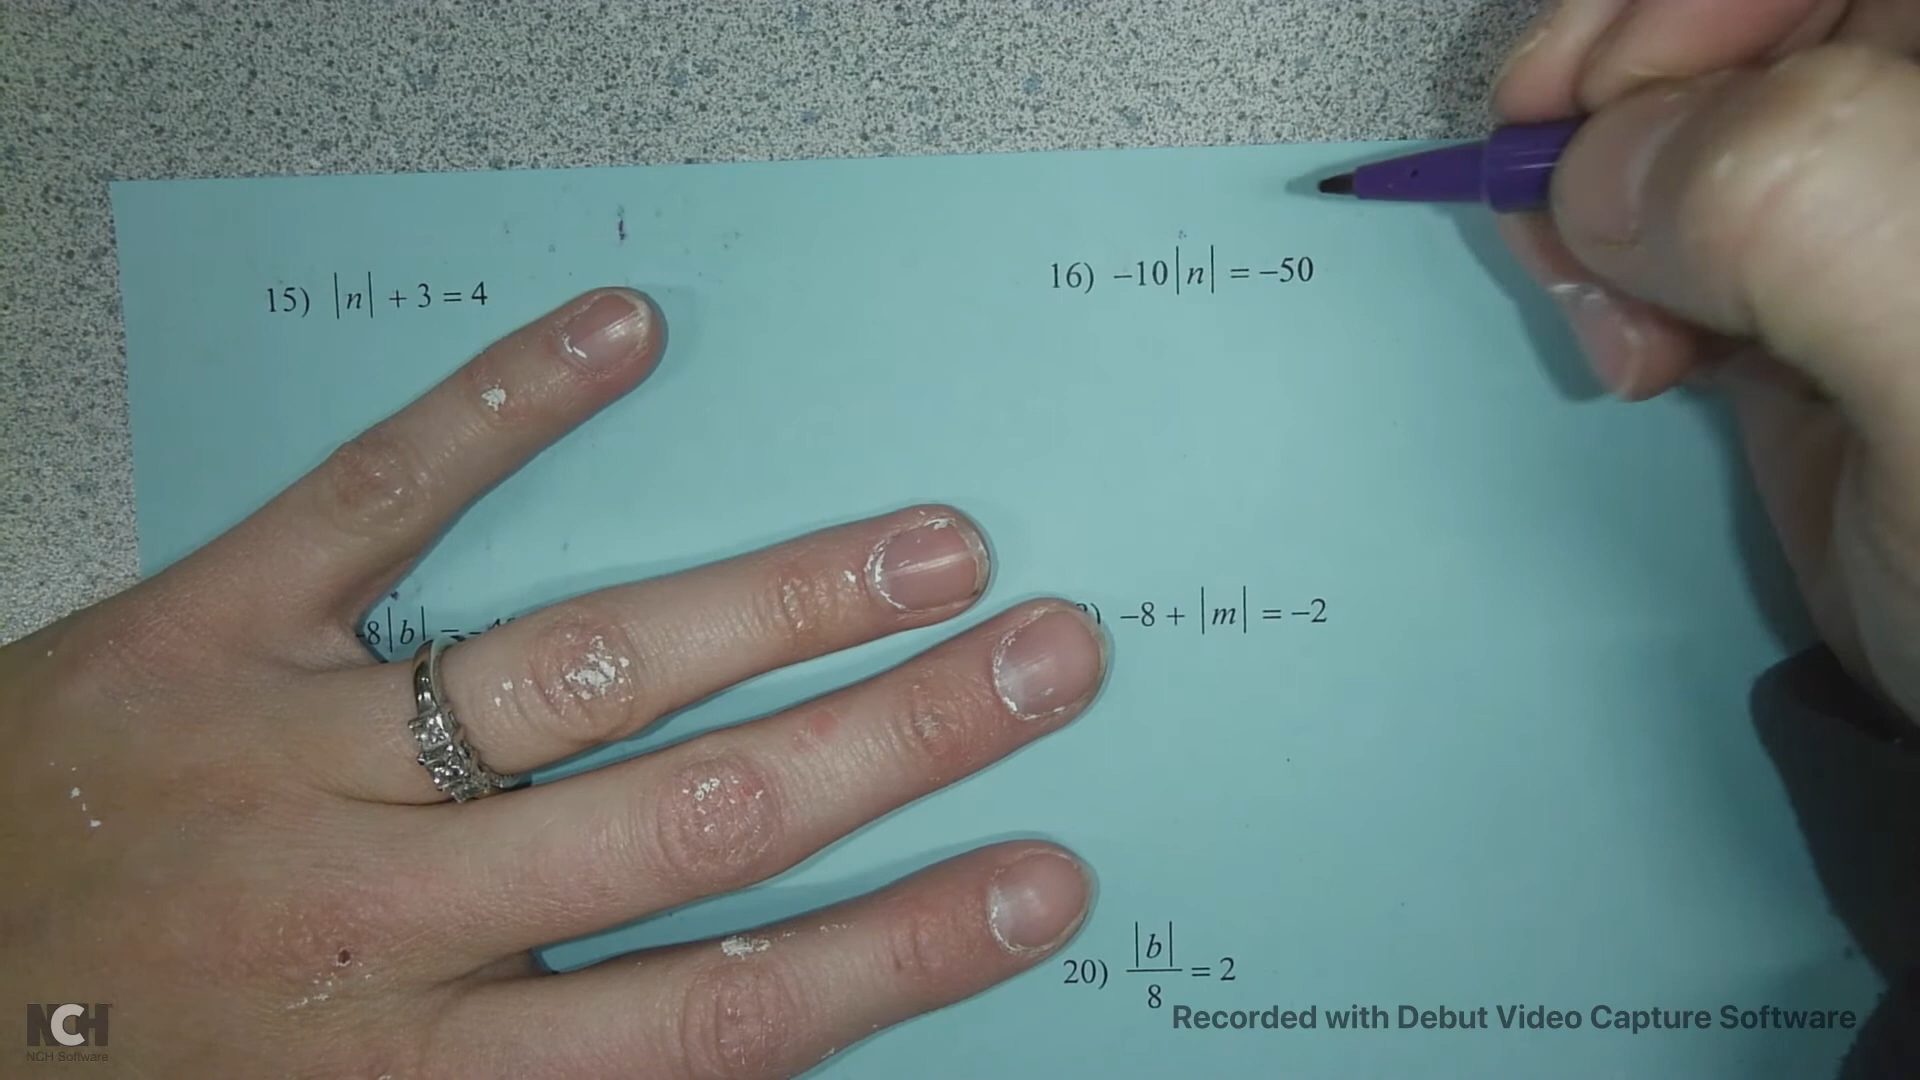 15) |n| + 3 = 4
16) −10|n| = −50
-8|b| =
) −8 + |m| = −2
20) |b|/8 = 2
Recorded with Debut Video Capture Software
NCH
NCH Software